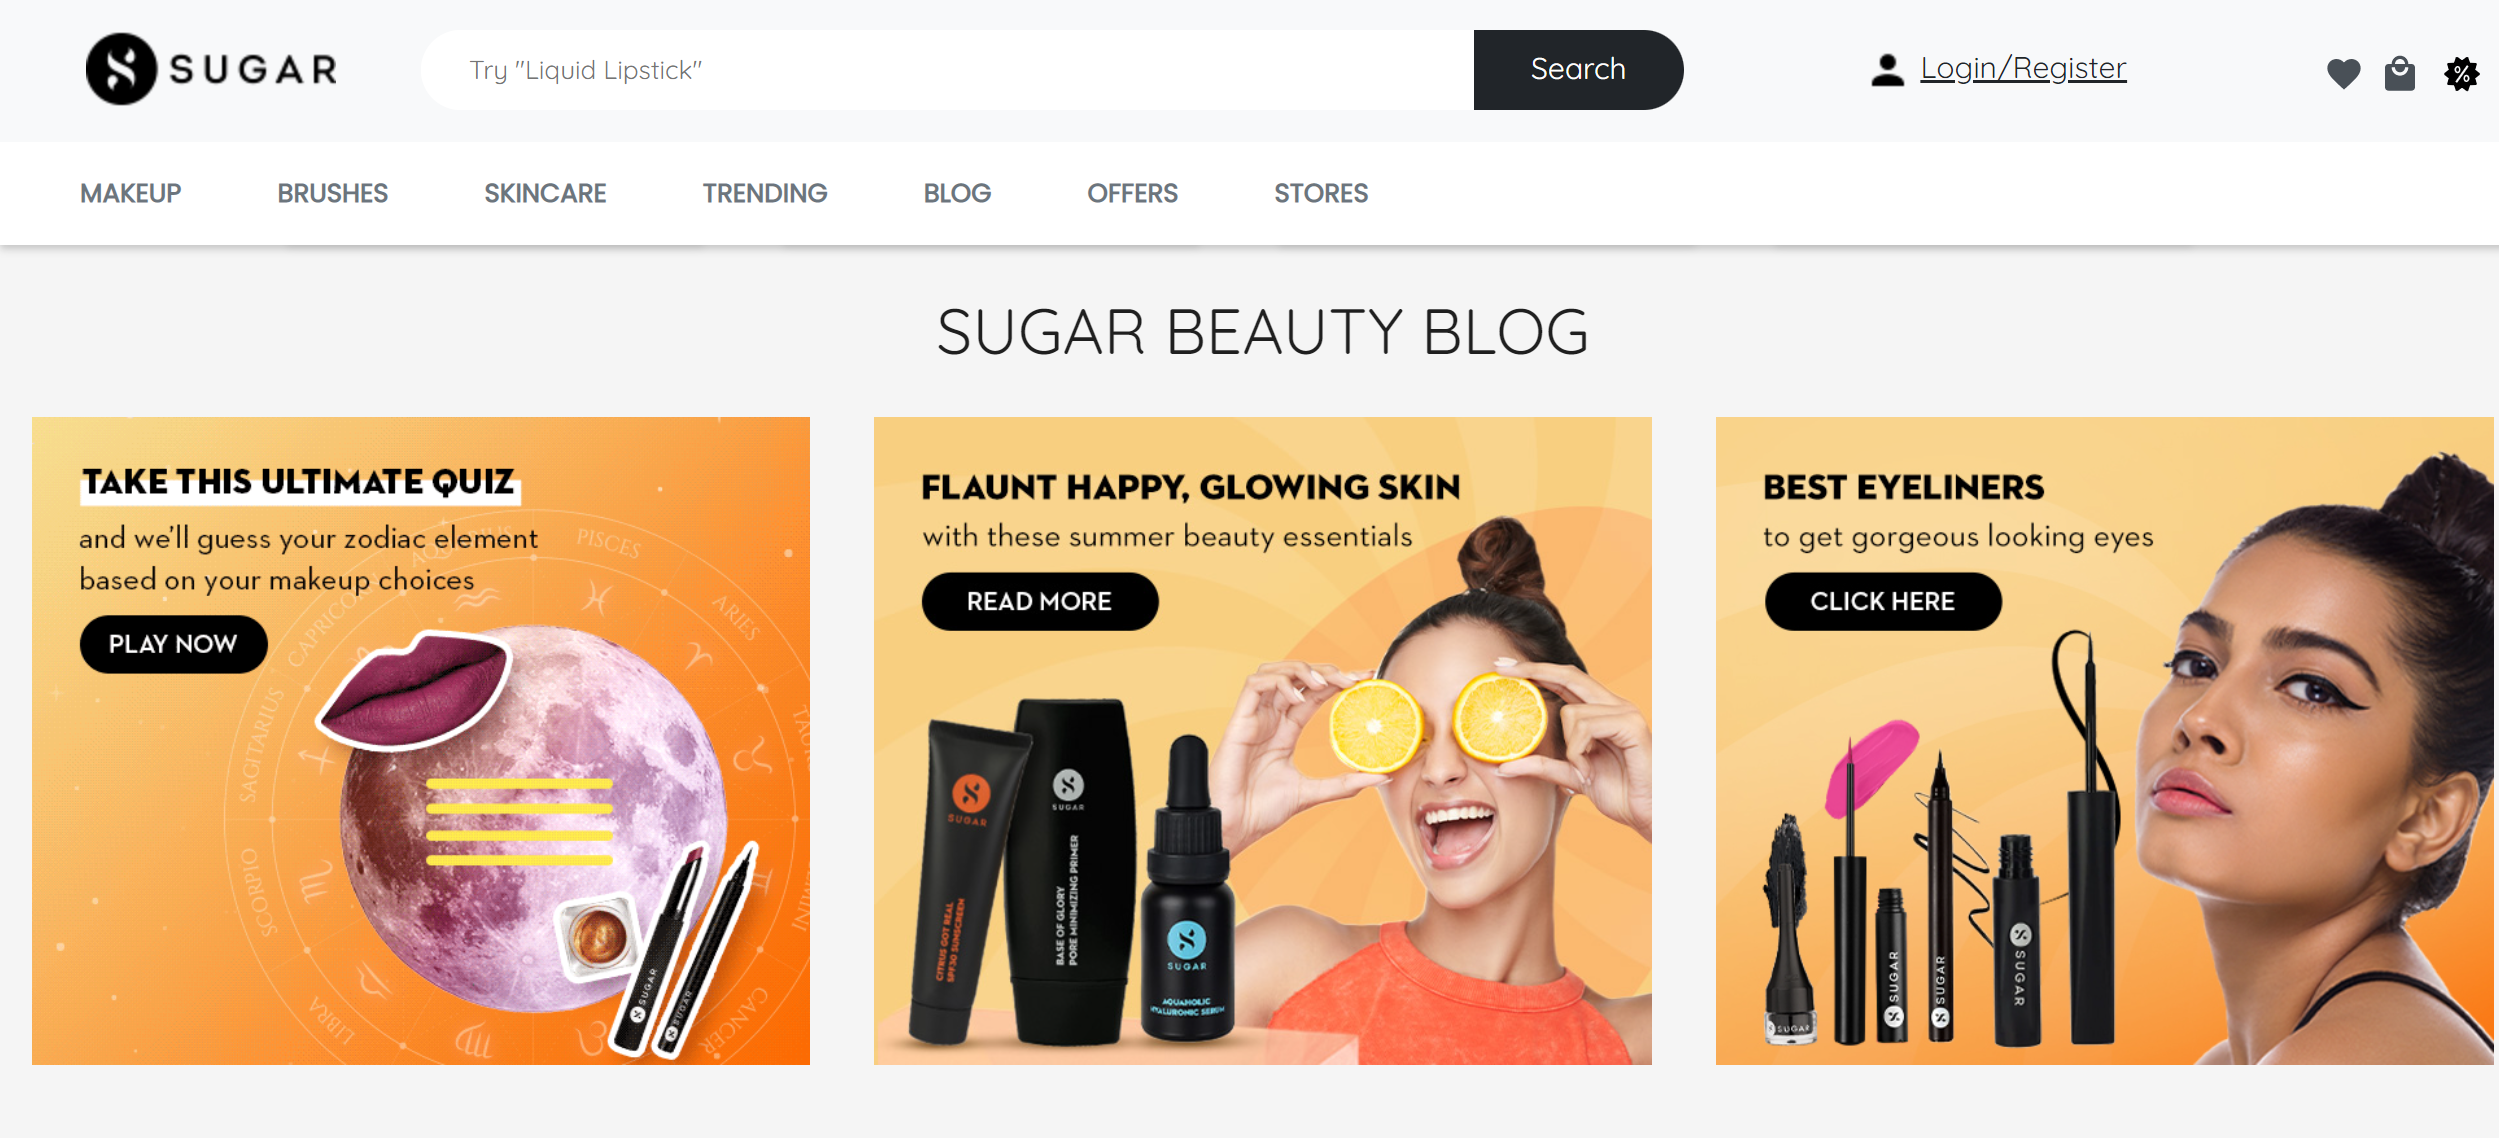 SUGAR
Try "Liquid Lipstick"
Search
Login/Register
%
MAKEUP
BRUSHES
SKINCARE
TRENDING
BLOG
OFFERS
STORES
SUGAR BEAUTY BLOG
TAKE THIS ULTIMATE QUIZ
and we'll guess your zodiac element
based on your makeup choices
PLAY NOW
PISCES
ARIES
CAPRICORN
SAGITARIUS
SCORPIO
LIBRA
CANCER
SUGAR
SUGAR
FLAUNT HAPPY, GLOWING SKIN
with these summer beauty essentials
READ MORE
SUGAR
CITRUS GOT REAL
SPF30 SUNSCREEN
SUGAR
BASE OF GLORY
PORE MINIMIZING PRIMER
SUGAR
AQUAHOLIC
HYALURONIC SERUM
BEST EYELINERS
to get gorgeous looking eyes
CLICK HERE
SUGAR
SUGAR
SUGAR
SUGAR